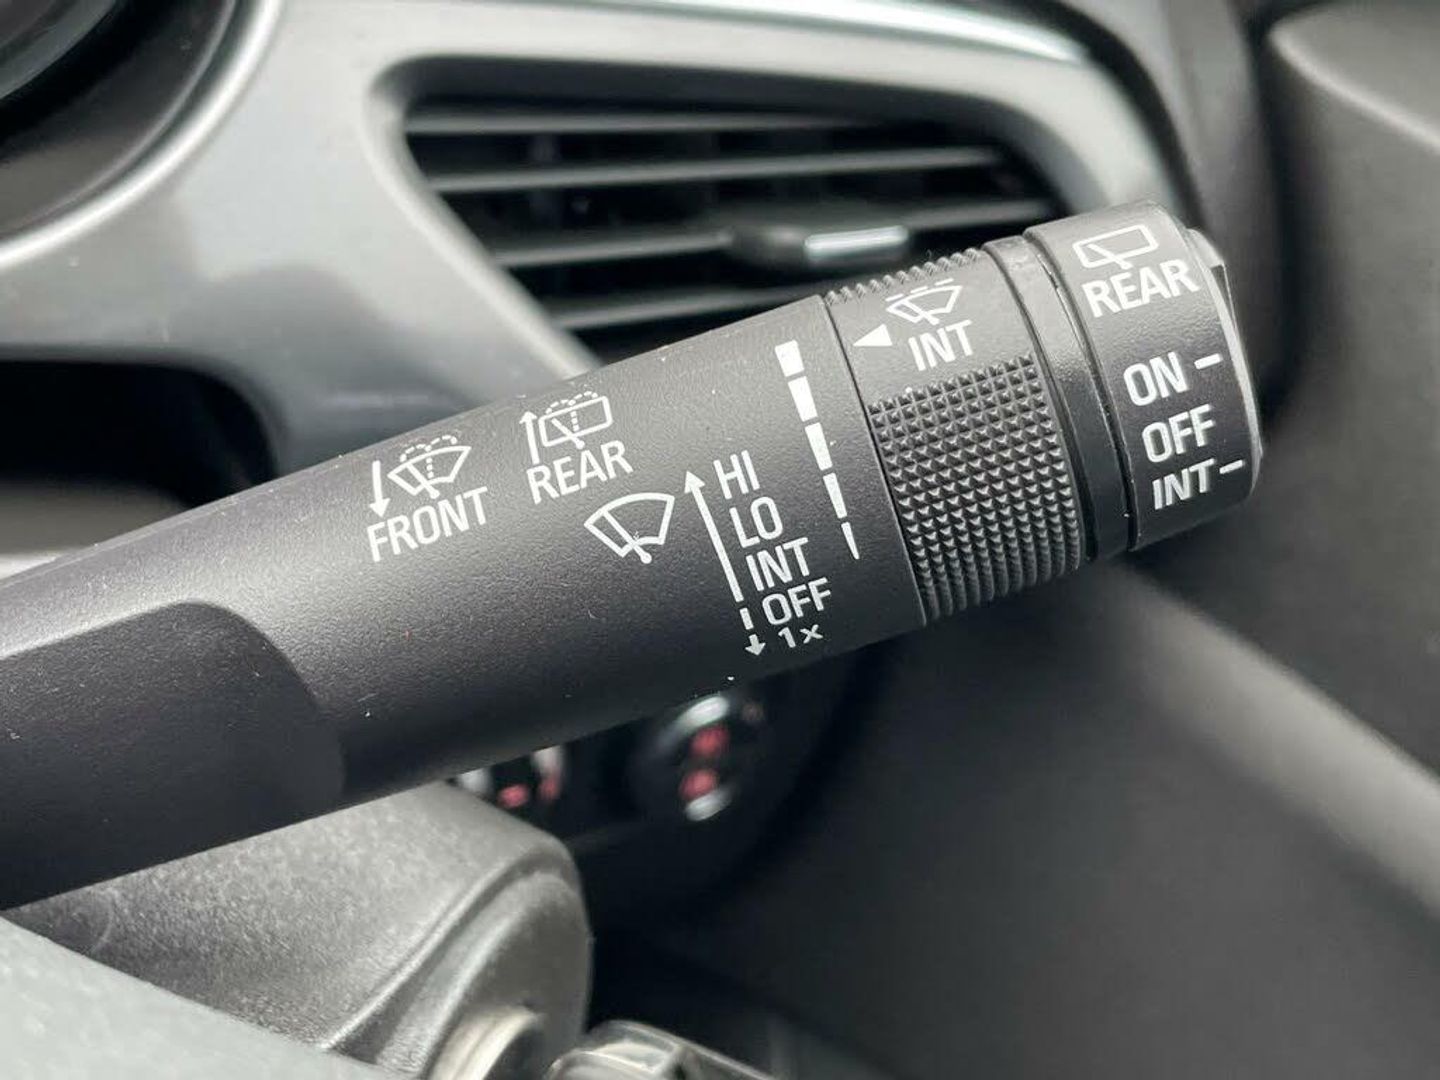 FRONT
REAR
HI
LO
INT
OFF
1×
INT
REAR
ON –
OFF
INT –